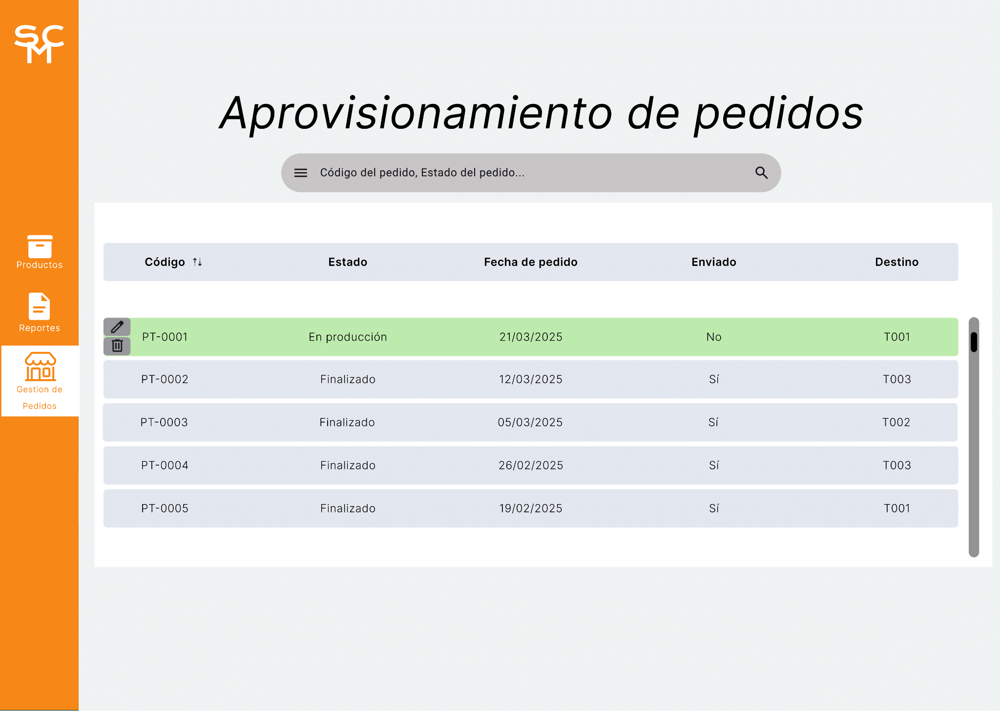 SCM
Aprovisionamiento de pedidos
Código del pedido, Estado del pedido...
Productos
Reportes
Gestion de
Pedidos
Código Estado Fecha de pedido Enviado Destino
PT-0001 En producción 21/03/2025 No T001
PT-0002 Finalizado 12/03/2025 Sí T003
PT-0003 Finalizado 05/03/2025 Sí T002
PT-0004 Finalizado 26/02/2025 Sí T003
PT-0005 Finalizado 19/02/2025 Sí T001